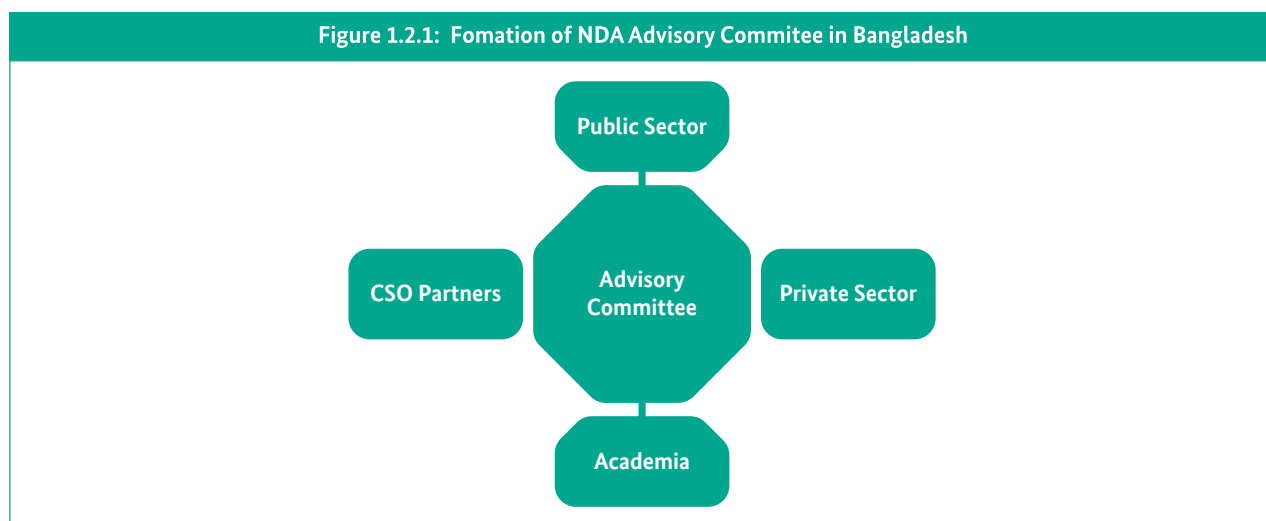 Figure 1.2.1: Fomation of NDA Advisory Commitee in Bangladesh
Public Sector
CSO Partners
Advisory
Committee
Private Sector
Academia